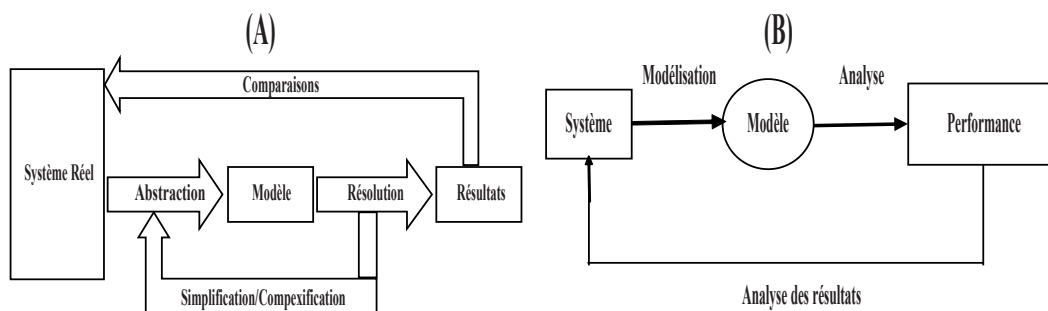 (A)
Comparaisons
Système Réel
Abstraction
Modèle
Résolution
Résultats
Simplification/Compexification
(B)
Modélisation
Analyse
Système
Modèle
Performance
Analyse des résultats